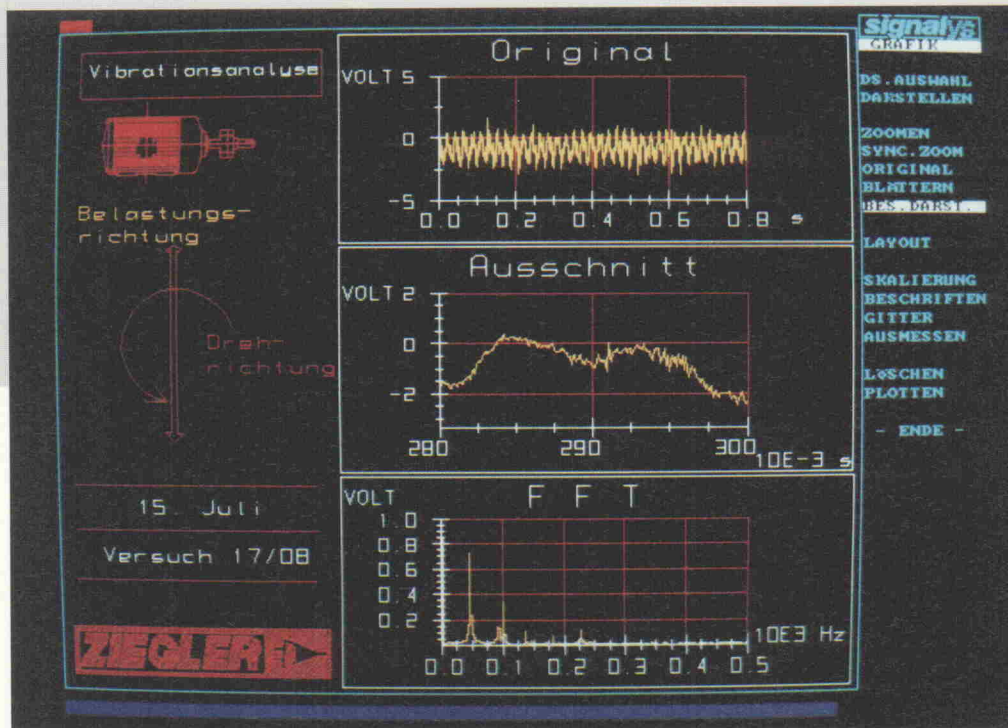 Vibrationsanalyse
Belastungs-
richtung
Dreh-
richtung
15. Juli
Versuch 17/08
ZIEGLER
Original
VOLT 5
0
-5
0.0 0.2 0.4 0.6 0.8 s
Ausschnitt
VOLT 2
0
-2
280 290 300 10E-3 s
FFT
VOLT
1.0
0.8
0.6
0.4
0.2
0.0 0.1 0.2 0.3 0.4 0.5 10E3 Hz
signalys
GRAFIK
DS.AUSWAHL
DARSTELLEN
ZOOMEN
SYNC.ZOOM
ORIGINAL
BLÄTTERN
BES.DARST.
LAYOUT
SKALIERUNG
BESCHRIFTEN
GITTER
AUSMESSEN
LÖSCHEN
PLOTTEN
- ENDE -